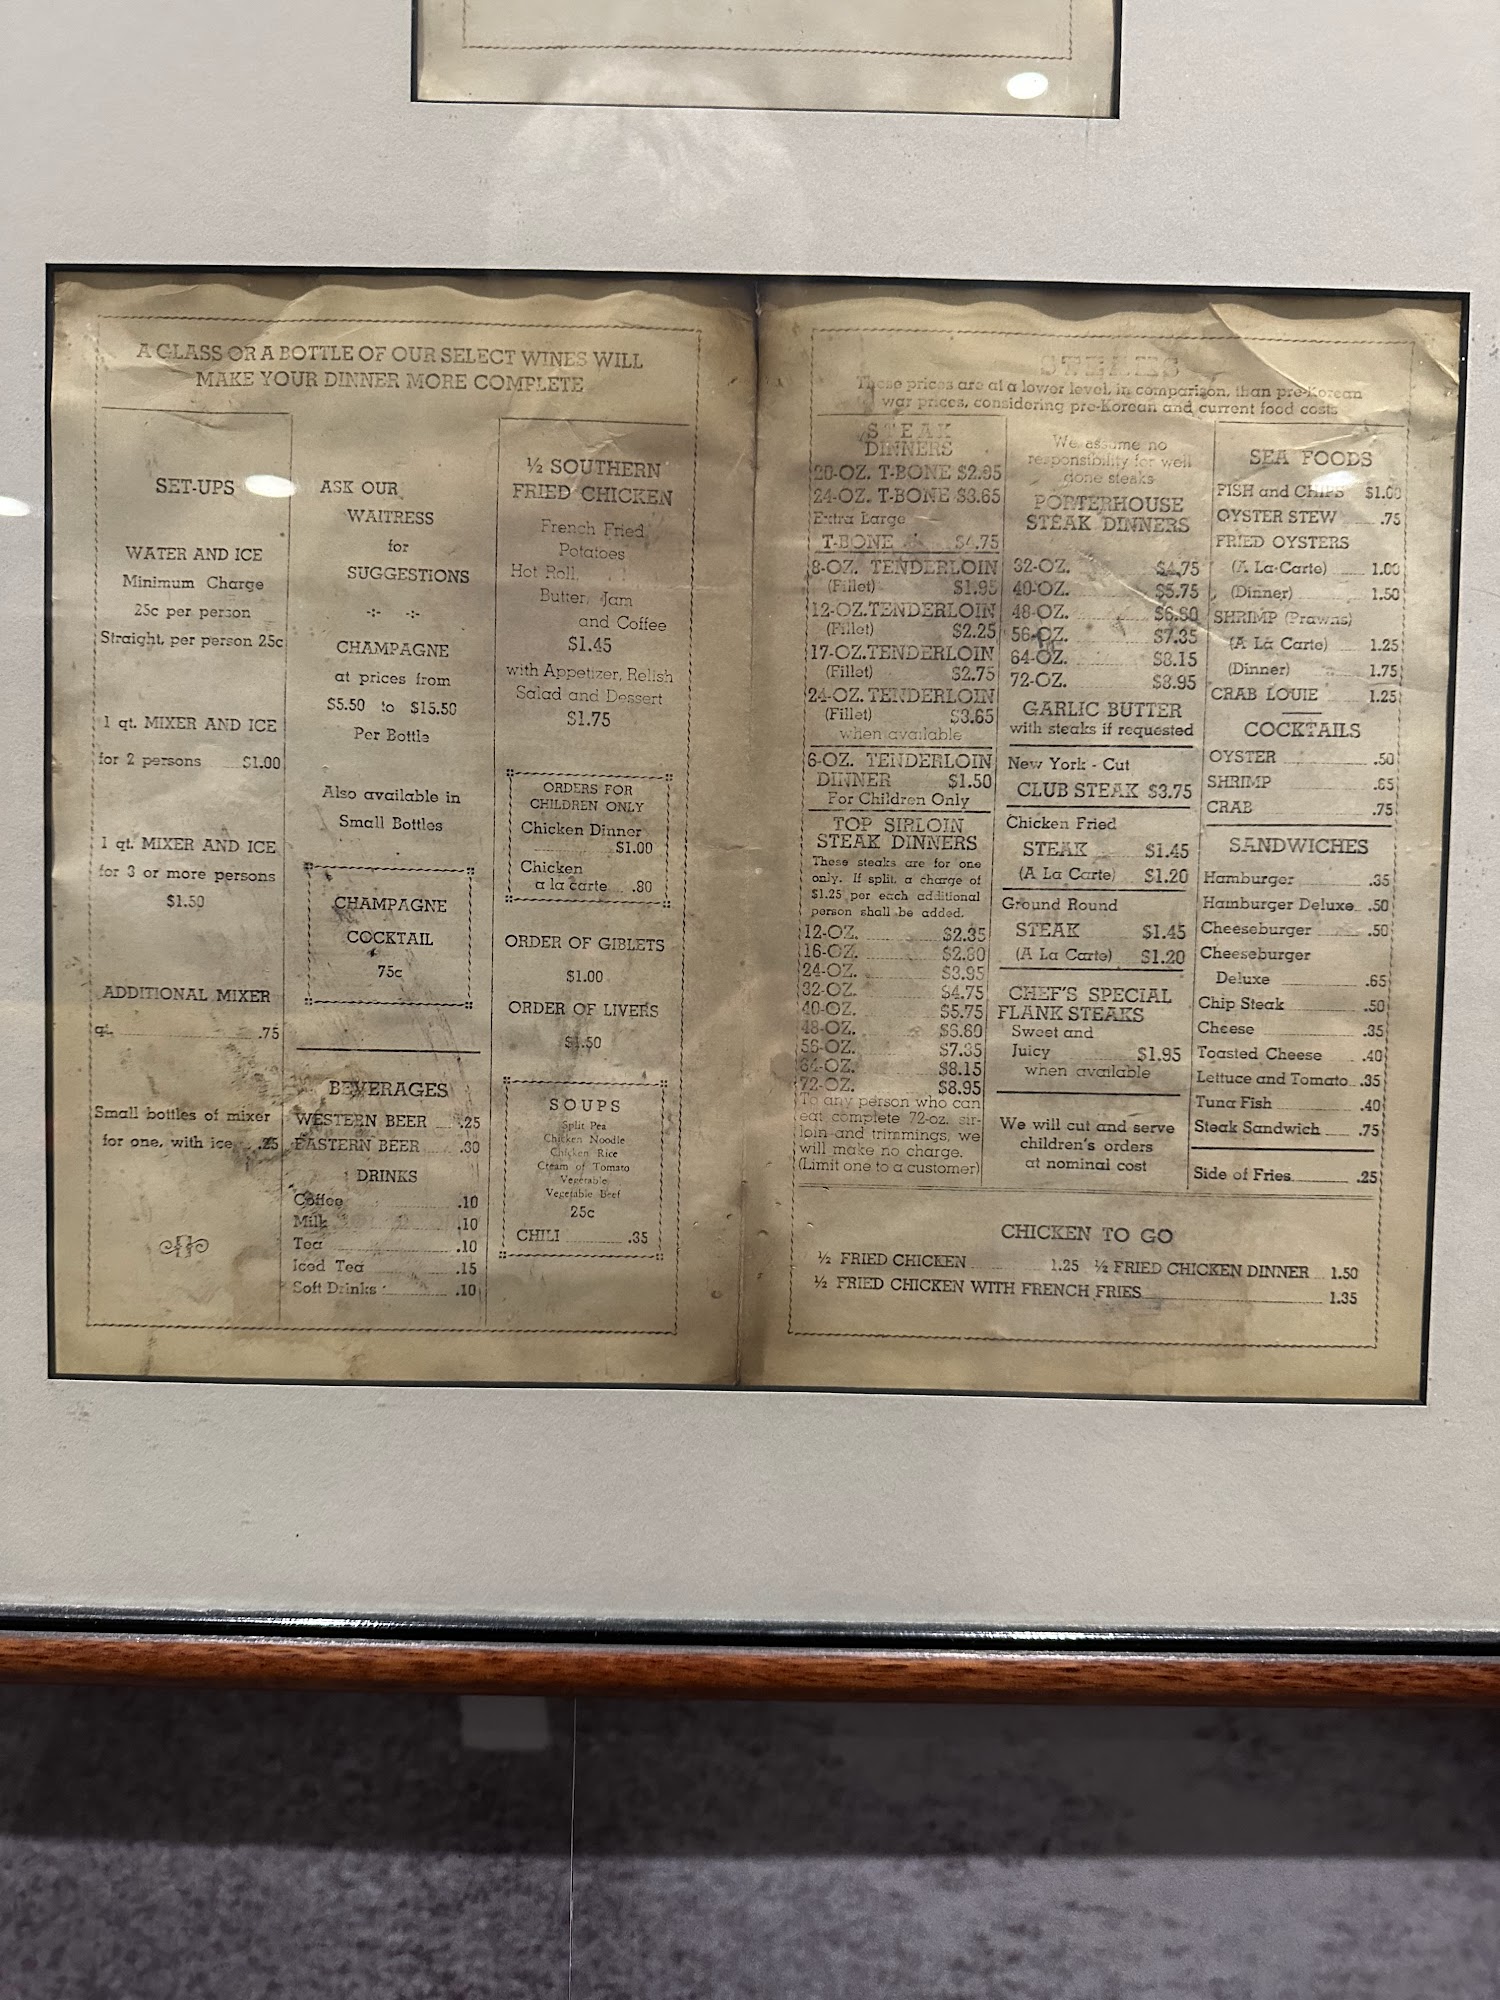 A GLASS OR A BOTTLE OF OUR SELECT WINES WILL
MAKE YOUR DINNER MORE COMPLETE
SET-UPS
WATER AND ICE
Minimum Charge
25c per person
Straight, per person 25c
1 qt. MIXER AND ICE
for 2 persons $1.00
1 qt. MIXER AND ICE
for 3 or more persons
$1.50
ADDITIONAL MIXER
qt. .75
Small bottles of mixer
for one, with ice .25
ASK OUR
WAITRESS
for
SUGGESTIONS
-:- -:-
CHAMPAGNE
at prices from
$5.50 to $15.50
Per Bottle
Also available in
Small Bottles
CHAMPAGNE
COCKTAIL
75c
BEVERAGES
WESTERN BEER .25
EASTERN BEER .30
DRINKS
Coffee .10
Milk .10
Tea .10
Iced Tea .15
Soft Drinks .10
½ SOUTHERN
FRIED CHICKEN
French Fried
Potatoes
Hot Roll,
Butter, Jam
and Coffee
$1.45
with Appetizer, Relish
Salad and Dessert
$1.75
ORDERS FOR
CHILDREN ONLY
Chicken Dinner
$1.00
Chicken
a la carte .80
ORDER OF GIBLETS
$1.00
ORDER OF LIVERS
$1.50
SOUPS
Split Pea
Chicken Noodle
Chicken Rice
Cream of Tomato
Vegetable
Vegetable Beef
25c
CHILI .35
These prices are at a lower level, in comparison, than pre-Korean
war prices, considering pre-Korean and current food costs
STEAK
DINNERS
20-OZ. T-BONE $2.95
24-OZ. T-BONE $3.65
Extra Large
T-BONE $4.75
8-OZ. TENDERLOIN
(Fillet) $1.95
12-OZ. TENDERLOIN
(Fillet) $2.25
17-OZ. TENDERLOIN
(Fillet) $2.75
24-OZ. TENDERLOIN
(Fillet) $3.65
when available
6-OZ. TENDERLOIN
DINNER $1.50
For Children Only
TOP SIRLOIN
STEAK DINNERS
These steaks are for one
only. If split, a charge of
$1.25 per each additional
person shall be added.
12-OZ. $2.35
16-OZ. $2.60
24-OZ. $3.95
32-OZ. $4.75
40-OZ. $5.75
48-OZ. $6.60
56-OZ. $7.35
64-OZ. $8.15
72-OZ. $8.95
To any person who can
eat complete 72-oz. sir-
loin and trimmings, we
will make no charge.
(Limit one to a customer)
We assume no
responsibility for well
done steaks
PORTERHOUSE
STEAK DINNERS
32-OZ. $4.75
40-OZ. $5.75
48-OZ. $6.60
56-OZ. $7.35
64-OZ. $8.15
72-OZ. $8.95
GARLIC BUTTER
with steaks if requested
New York - Cut
CLUB STEAK $3.75
Chicken Fried
STEAK $1.45
(A La Carte) $1.20
Ground Round
STEAK $1.45
(A La Carte) $1.20
CHEF'S SPECIAL
FLANK STEAKS
Sweet and
Juicy $1.95
when available
We will cut and serve
children's orders
at nominal cost
SEA FOODS
FISH and CHIPS $1.00
OYSTER STEW .75
FRIED OYSTERS
(A La-Carte) 1.00
(Dinner) 1.50
SHRIMP (Prawns)
(A La Carte) 1.25
(Dinner) 1.75
CRAB LOUIE 1.25
COCKTAILS
OYSTER .50
SHRIMP .65
CRAB .75
SANDWICHES
Hamburger .35
Hamburger Deluxe .50
Cheeseburger .50
Cheeseburger
Deluxe .65
Chip Steak .50
Cheese .35
Toasted Cheese .40
Lettuce and Tomato .35
Tuna Fish .40
Steak Sandwich .75
Side of Fries .25
CHICKEN TO GO
½ FRIED CHICKEN 1.25 ½ FRIED CHICKEN DINNER 1.50
½ FRIED CHICKEN WITH FRENCH FRIES 1.35